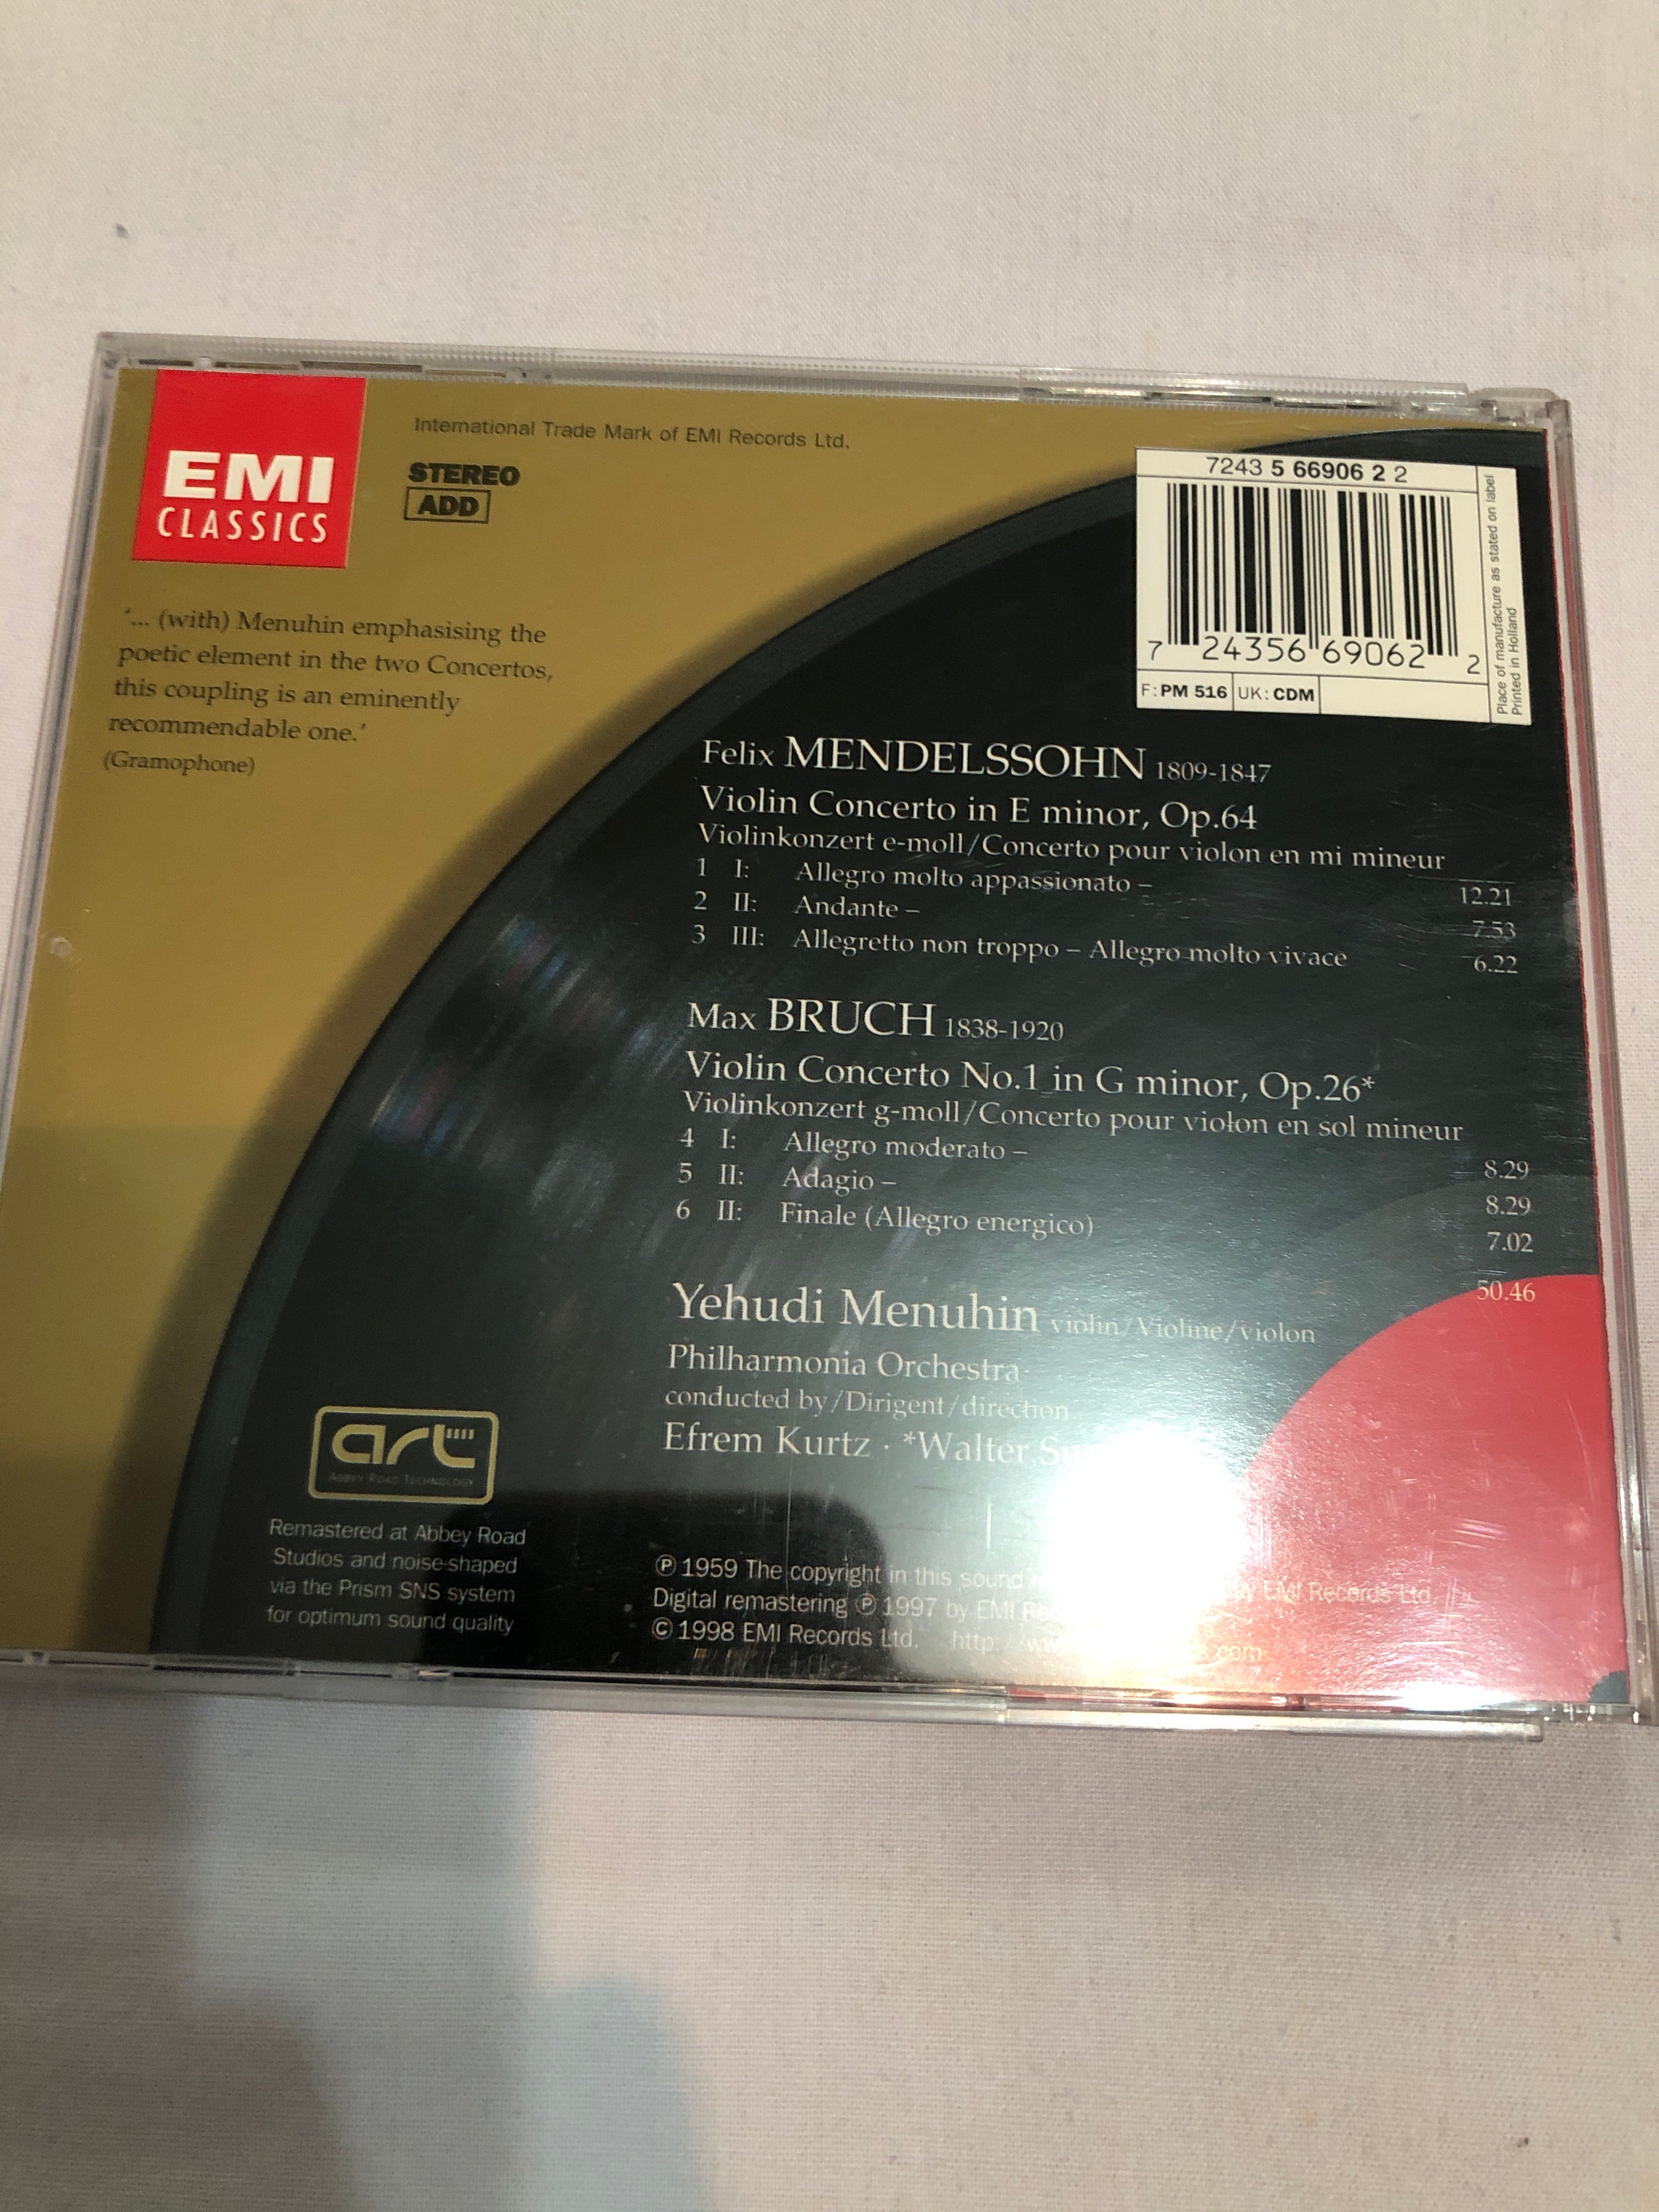 EMI
CLASSICS
International Trade Mark of EMI Records Ltd.
STEREO
ADD
'... (with) Menuhin emphasising the
poetic element in the two Concertos,
this coupling is an eminently
recommendable one.'
(Gramophone)
7243 5 66906 2 2
7 24356 69062 2
F: PM 516 UK: CDM
Place of manufacture as stated on label
Printed in Holland
Felix MENDELSSOHN 1809-1847
Violin Concerto in E minor, Op.64
Violinkonzert e-moll/Concerto pour violon en mi mineur
1 I: Allegro molto appassionato – 12.21
2 II: Andante – 7.53
3 III: Allegretto non troppo – Allegro molto vivace 6.22
Max BRUCH 1838-1920
Violin Concerto No.1 in G minor, Op.26*
Violinkonzert g-moll/Concerto pour violon en sol mineur
4 I: Allegro moderato – 8.29
5 II: Adagio – 8.29
6 II: Finale (Allegro energico) 7.02
50.46
Yehudi Menuhin violin/Violine/violon
Philharmonia Orchestra
conducted by/Dirigent/direction
Efrem Kurtz · *Walter
art
ABBEY ROAD TECHNOLOGY
Remastered at Abbey Road
Studios and noise-shaped
via the Prism SNS system
for optimum sound quality
℗ 1959 The copyright in this sound by EMI Records Ltd.
Digital remastering ℗ 1997 by EMI
© 1998 EMI Records Ltd. http: